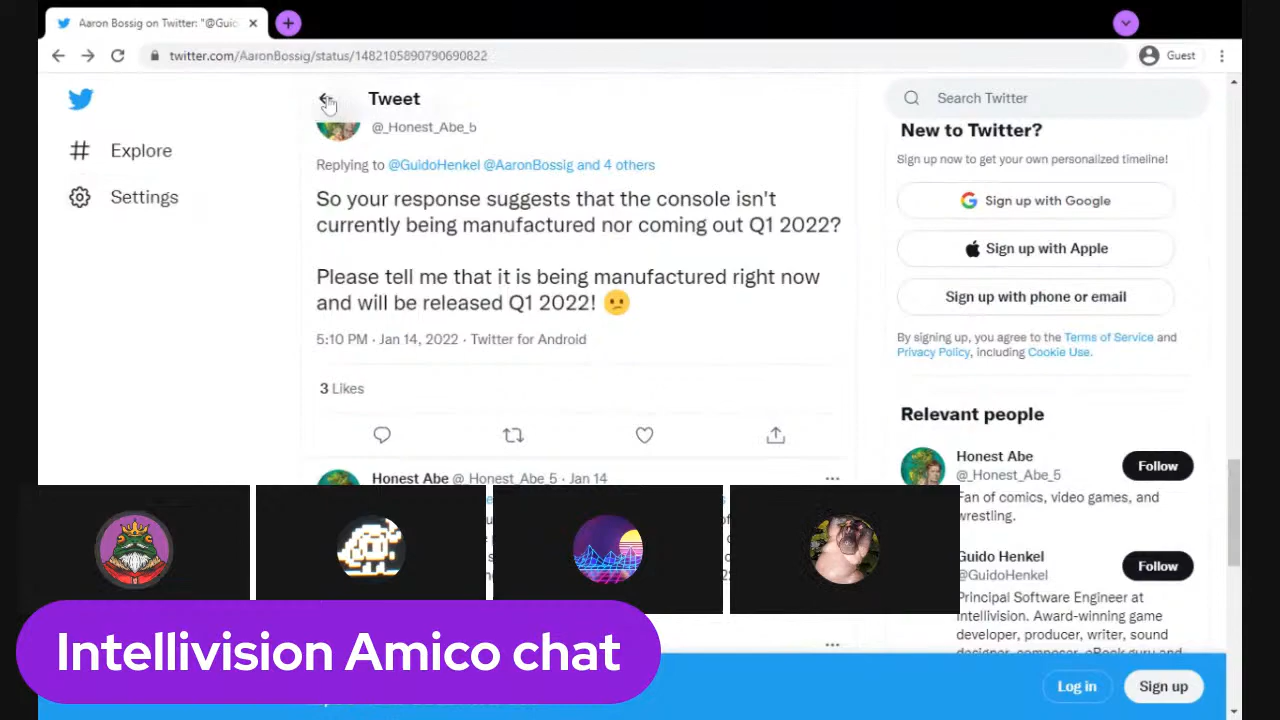 Aaron Bossig on Twitter: "@Guid
twitter.com/AaronBossig/status/1482105890790690822
Guest
Explore
Settings
Tweet
@_Honest_Abe_5
Replying to @GuidoHenkel @AaronBossig and 4 others
So your response suggests that the console isn't
currently being manufactured nor coming out Q1 2022?
Please tell me that it is being manufactured right now
and will be released Q1 2022! 😕
5:10 PM · Jan 14, 2022 · Twitter for Android
3 Likes
Honest Abe @_Honest_Abe_5 · Jan 14
Search Twitter
New to Twitter?
Sign up now to get your own personalized timeline!
Sign up with Google
Sign up with Apple
Sign up with phone or email
By signing up, you agree to the Terms of Service and
Privacy Policy, including Cookie Use.
Relevant people
Honest Abe
@_Honest_Abe_5
Follow
Fan of comics, video games, and
wrestling.
Guido Henkel
@GuidoHenkel
Follow
Principal Software Engineer at
Intellivision. Award-winning game
developer, producer, writer, sound
designer, composer, eBook guru and
Intellivision Amico chat
Log in
Sign up